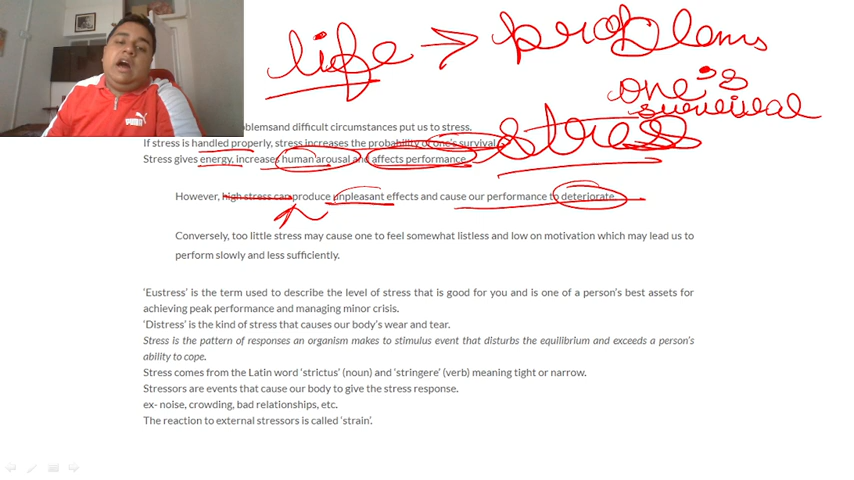 life → problems
one's
survival
stress
PUMA
problemsand difficult circumstances put us to stress.
If stress is handled properly, stress increases the probability of one's survival.
Stress gives energy, increases human arousal and affects performance.
However, high stress can produce unpleasant effects and cause our performance to deteriorate.
Conversely, too little stress may cause one to feel somewhat listless and low on motivation which may lead us to
perform slowly and less sufficiently.
‘Eustress’ is the term used to describe the level of stress that is good for you and is one of a person’s best assets for
achieving peak performance and managing minor crisis.
‘Distress’ is the kind of stress that causes our body’s wear and tear.
Stress is the pattern of responses an organism makes to stimulus event that disturbs the equilibrium and exceeds a person’s
ability to cope.
Stress comes from the Latin word ‘strictus’ (noun) and ‘stringere’ (verb) meaning tight or narrow.
Stressors are events that cause our body to give the stress response.
ex- noise, crowding, bad relationships, etc.
The reaction to external stressors is called ‘strain’.